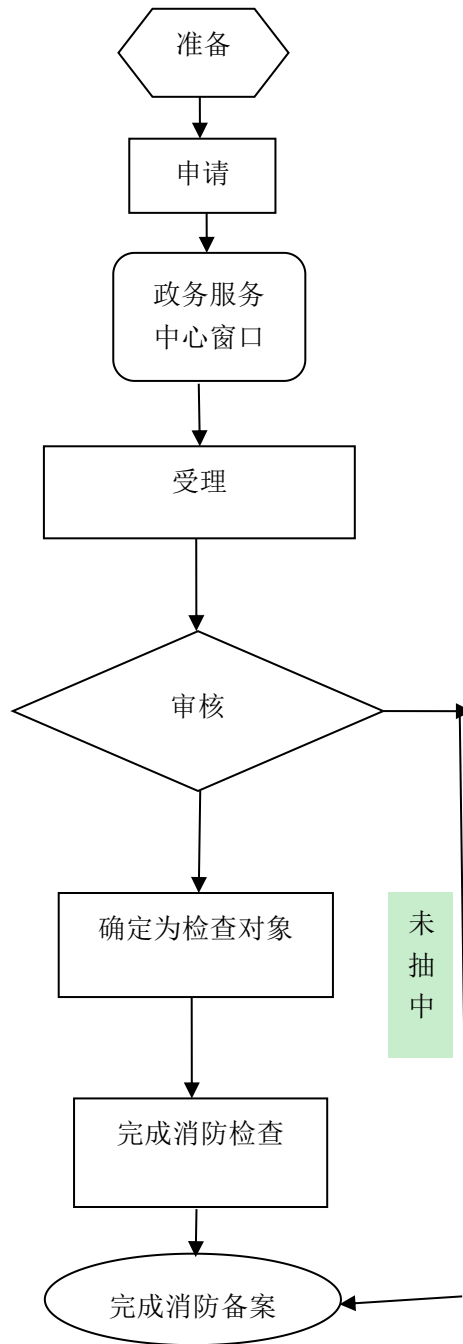 准备
申请
政务服务
中心窗口
受理
审核
确定为检查对象
未
抽
中
完成消防检查
完成消防备案